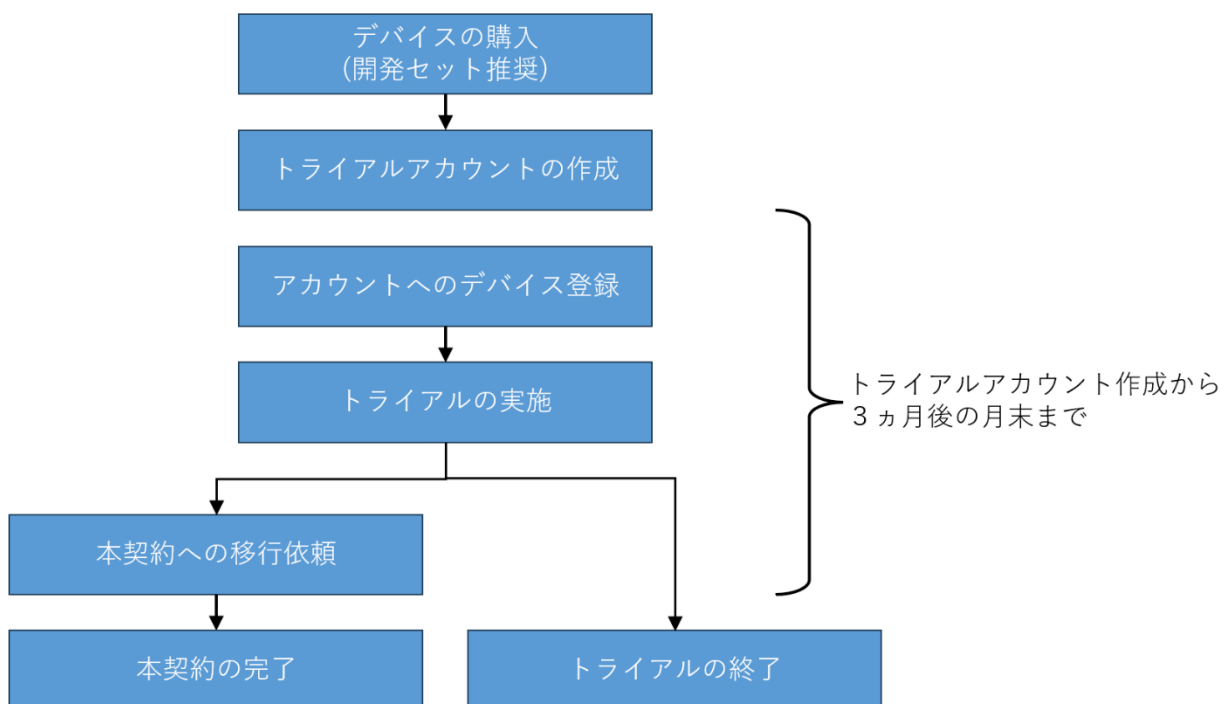 デバイスの購入
(開発セット推奨)
トライアルアカウントの作成
アカウントへのデバイス登録
トライアルの実施
トライアルアカウント作成から
３ヵ月後の月末まで
本契約への移行依頼
本契約の完了
トライアルの終了